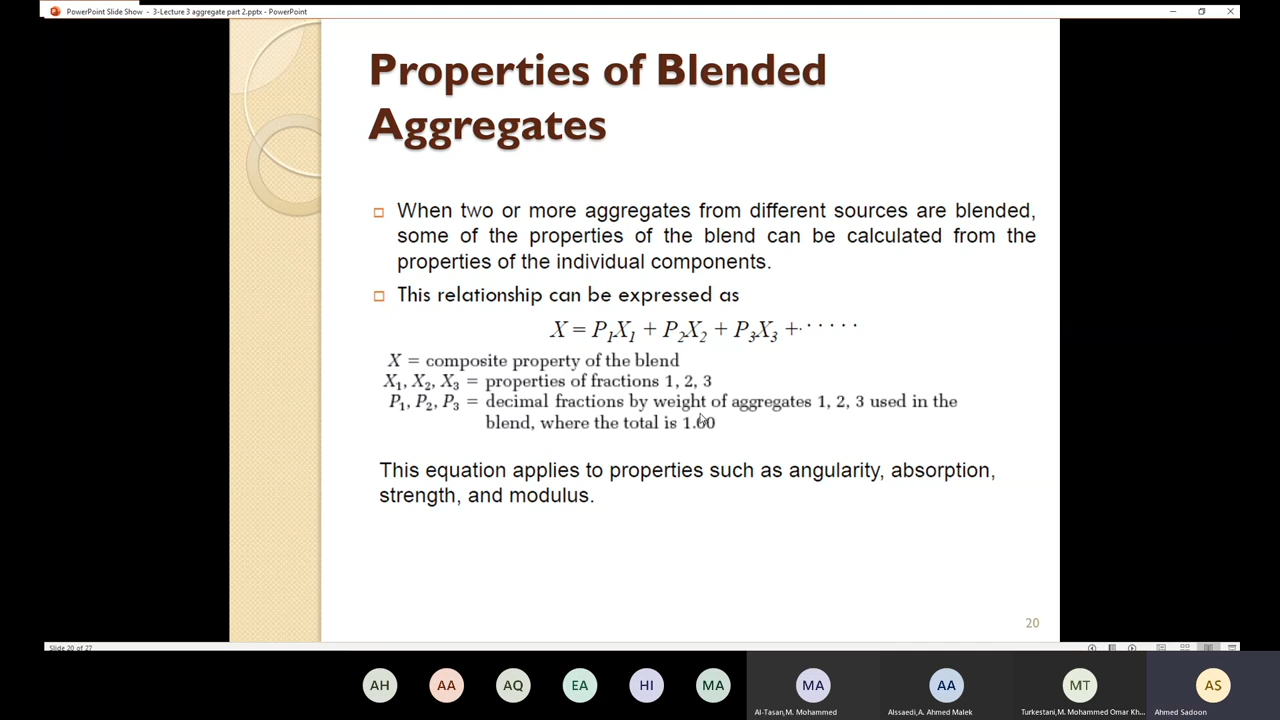 PowerPoint Slide Show - 3-Lecture 3 aggregate part 2.pptx - PowerPoint
Properties of Blended
Aggregates
When two or more aggregates from different sources are blended,
some of the properties of the blend can be calculated from the
properties of the individual components.
This relationship can be expressed as
X = P₁X₁ + P₂X₂ + P₃X₃ +·····
X = composite property of the blend
X₁, X₂, X₃ = properties of fractions 1, 2, 3
P₁, P₂, P₃ = decimal fractions by weight of aggregates 1, 2, 3 used in the
blend, where the total is 1.00
This equation applies to properties such as angularity, absorption,
strength, and modulus.
20
Slide 20 of 27
AH AA AQ EA HI MA MA AA MT AS
Al-Tasan,M. Mohammed Alssaedi,A. Ahmed Malek Turkestani,M. Mohammed Omar Kh... Ahmed Sadoon